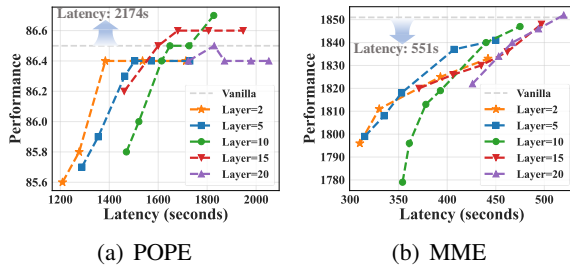 Latency: 2174s
86.6
86.4
86.2
86.0
85.8
85.6
Performance
Vanilla
Layer=2
Layer=5
Layer=10
Layer=15
Layer=20
1200
1400
1600
1800
2000
Latency (seconds)
(a) POPE
Latency: 551s
1850
1840
1830
1820
1810
1800
1790
1780
Performance
Vanilla
Layer=2
Layer=5
Layer=10
Layer=15
Layer=20
300
350
400
450
500
Latency (seconds)
(b) MME